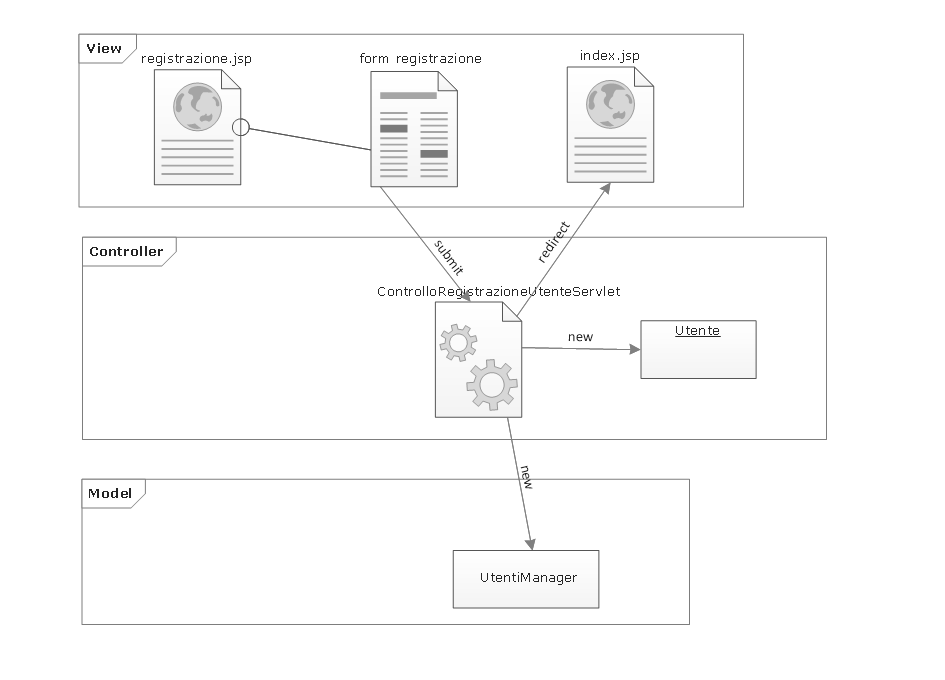 View
registrazione.jsp
form registrazione
index.jsp
submit
redirect
Controller
ControlloRegistrazioneUtenteServlet
new
Utente
new
Model
UtentiManager